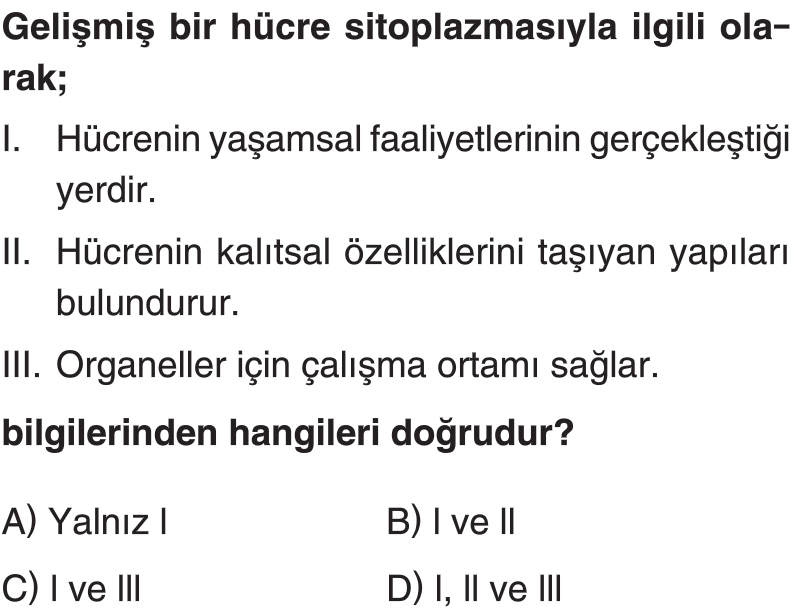 Gelişmiş bir hücre sitoplazmasıyla ilgili ola-
rak;
I. Hücrenin yaşamsal faaliyetlerinin gerçekleştiği
yerdir.
II. Hücrenin kalıtsal özelliklerini taşıyan yapıları
bulundurur.
III. Organeller için çalışma ortamı sağlar.
bilgilerinden hangileri doğrudur?
A) Yalnız I B) I ve II
C) I ve III D) I, II ve III